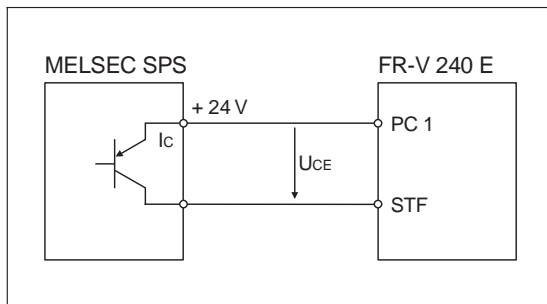 MELSEC SPS
FR-V 240 E
+ 24 V
PC 1
IC
UCE
STF